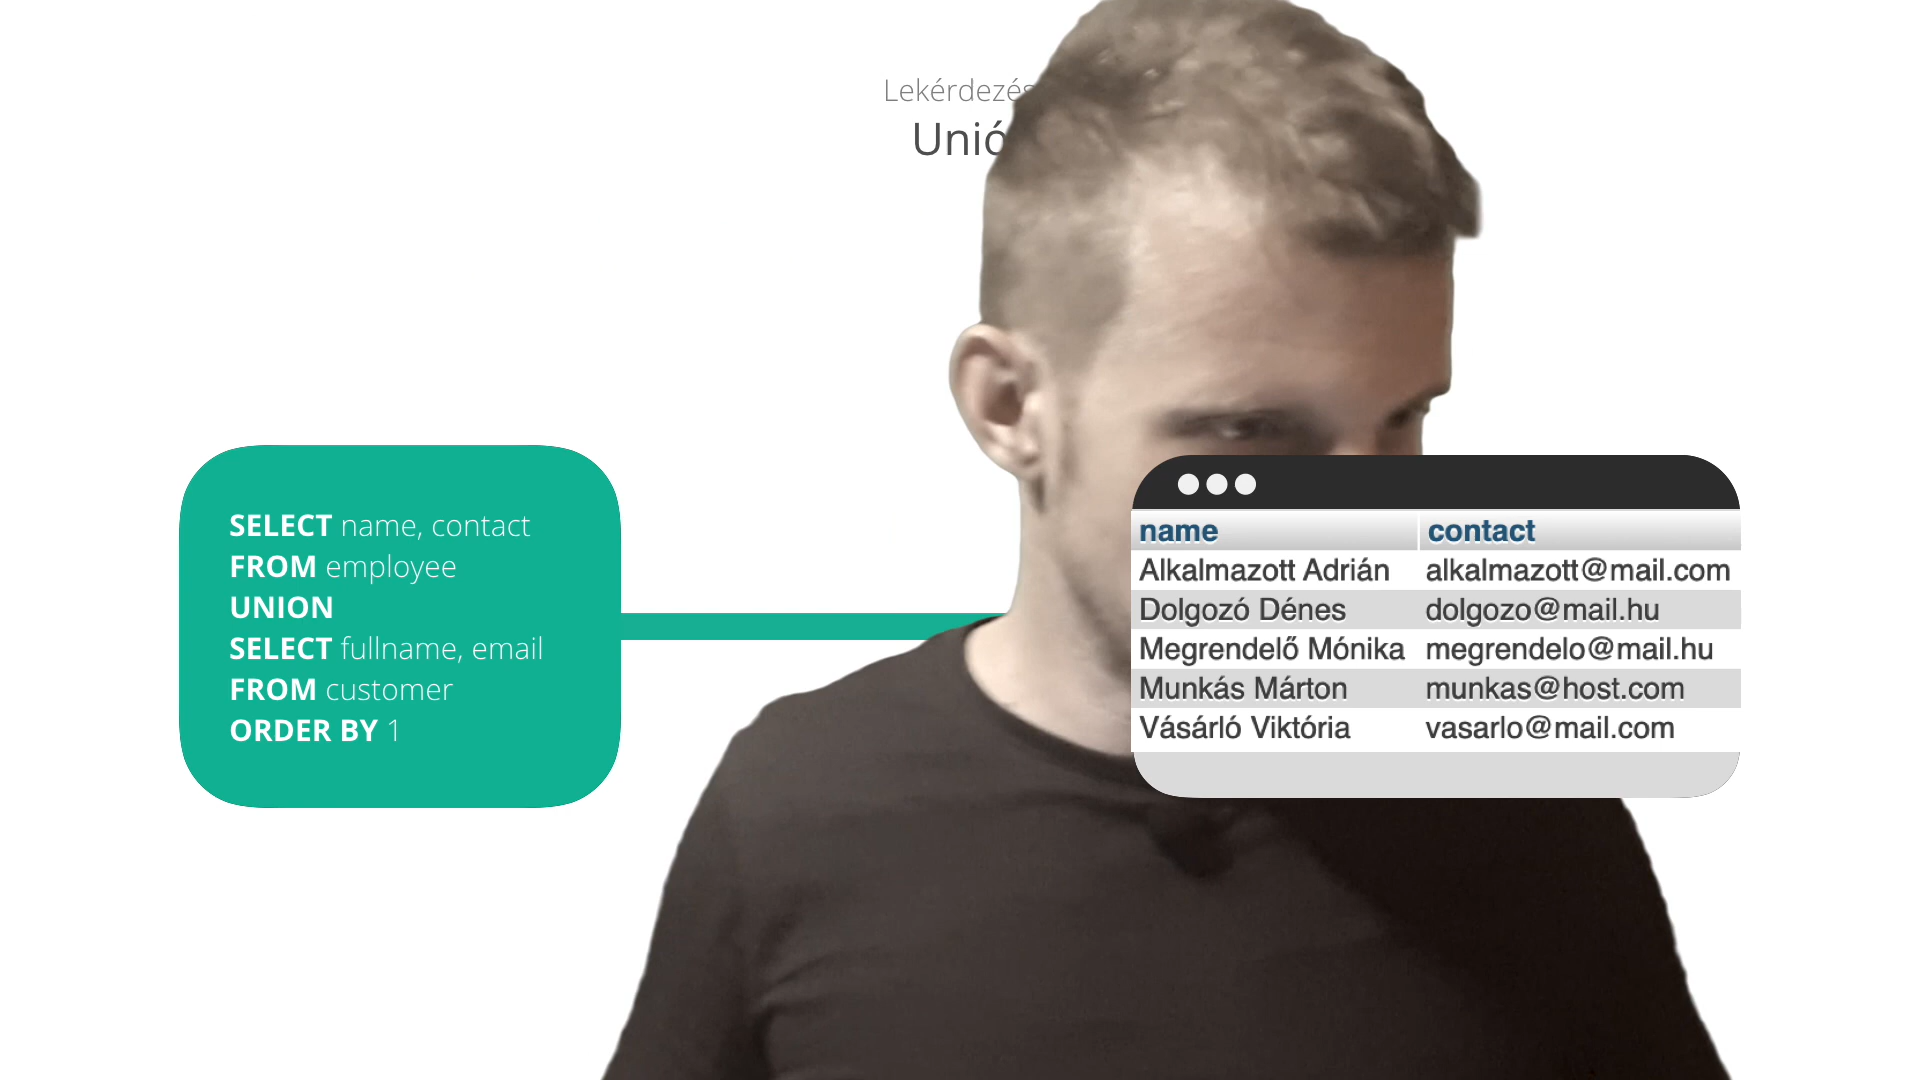 Lekérdezés
Unió
SELECT name, contact
FROM employee
UNION
SELECT fullname, email
FROM customer
ORDER BY 1
name contact
Alkalmazott Adrián alkalmazott@mail.com
Dolgozó Dénes dolgozo@mail.hu
Megrendelő Mónika megrendelo@mail.hu
Munkás Márton munkas@host.com
Vásárló Viktória vasarlo@mail.com